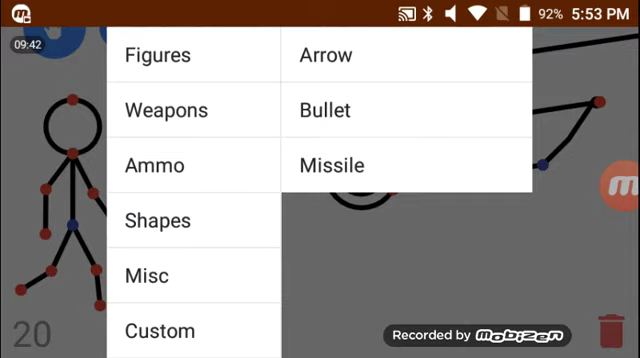 92% 5:53 PM
09:42
Figures
Weapons
Ammo
Shapes
Misc
Custom
Arrow
Bullet
Missile
20
Recorded by mobizen